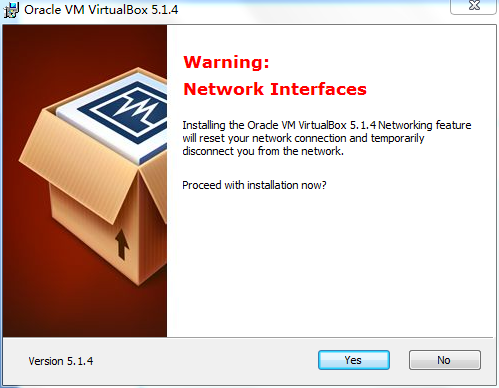 Oracle VM VirtualBox 5.1.4
Warning:
Network Interfaces
Installing the Oracle VM VirtualBox 5.1.4 Networking feature
will reset your network connection and temporarily
disconnect you from the network.
Proceed with installation now?
Version 5.1.4
Yes
No